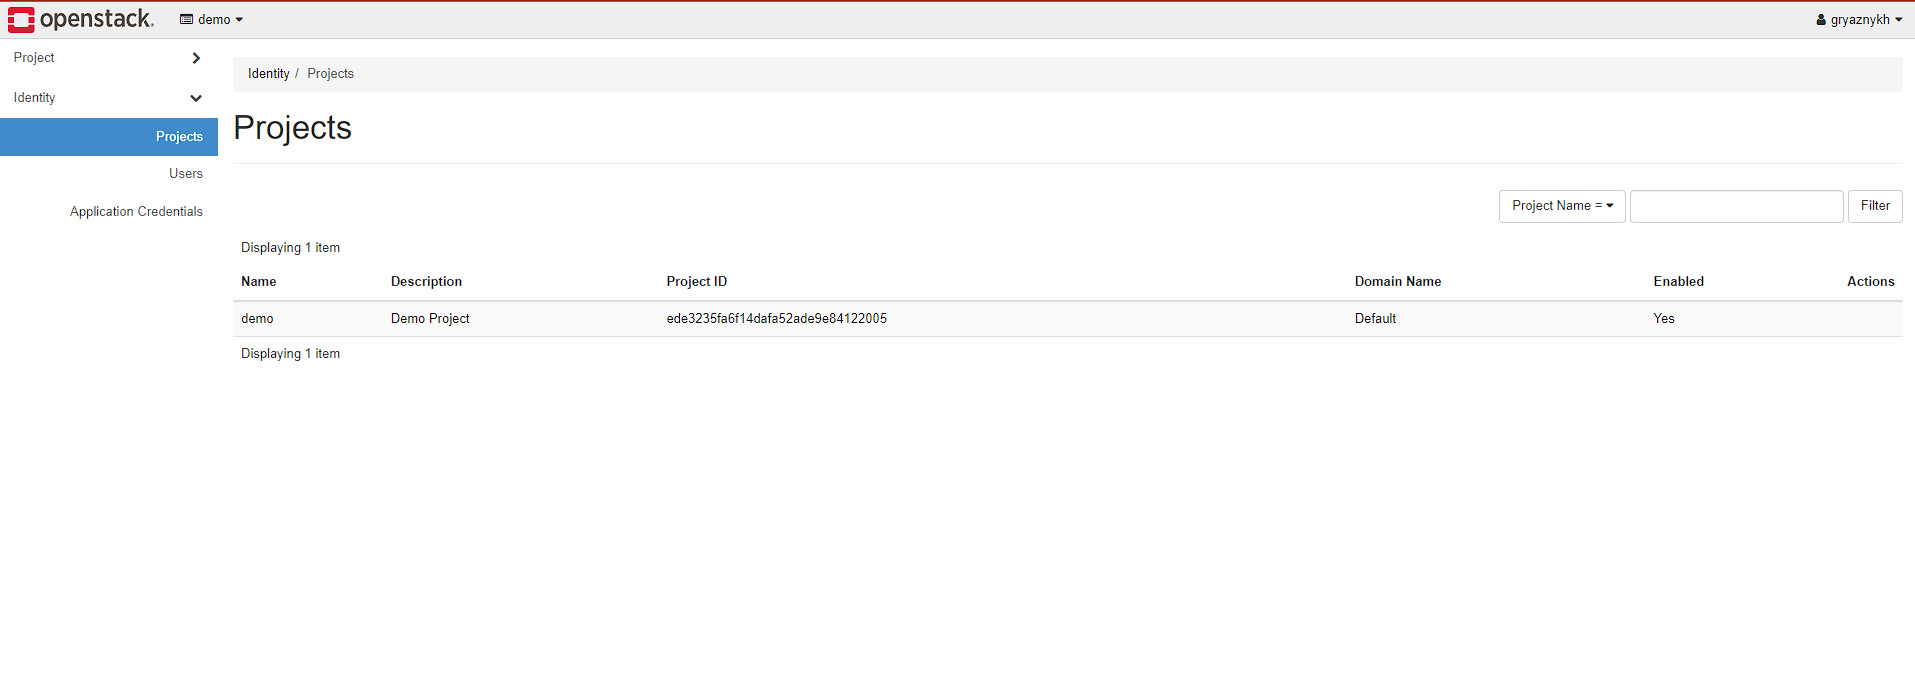 openstack. demo gryaznykh
Project
Identity
Projects
Users
Application Credentials
Identity / Projects
Projects
Project Name = Filter
Displaying 1 item
Name Description Project ID Domain Name Enabled Actions
demo Demo Project ede3235fa6f14dafa52ade9e84122005 Default Yes
Displaying 1 item